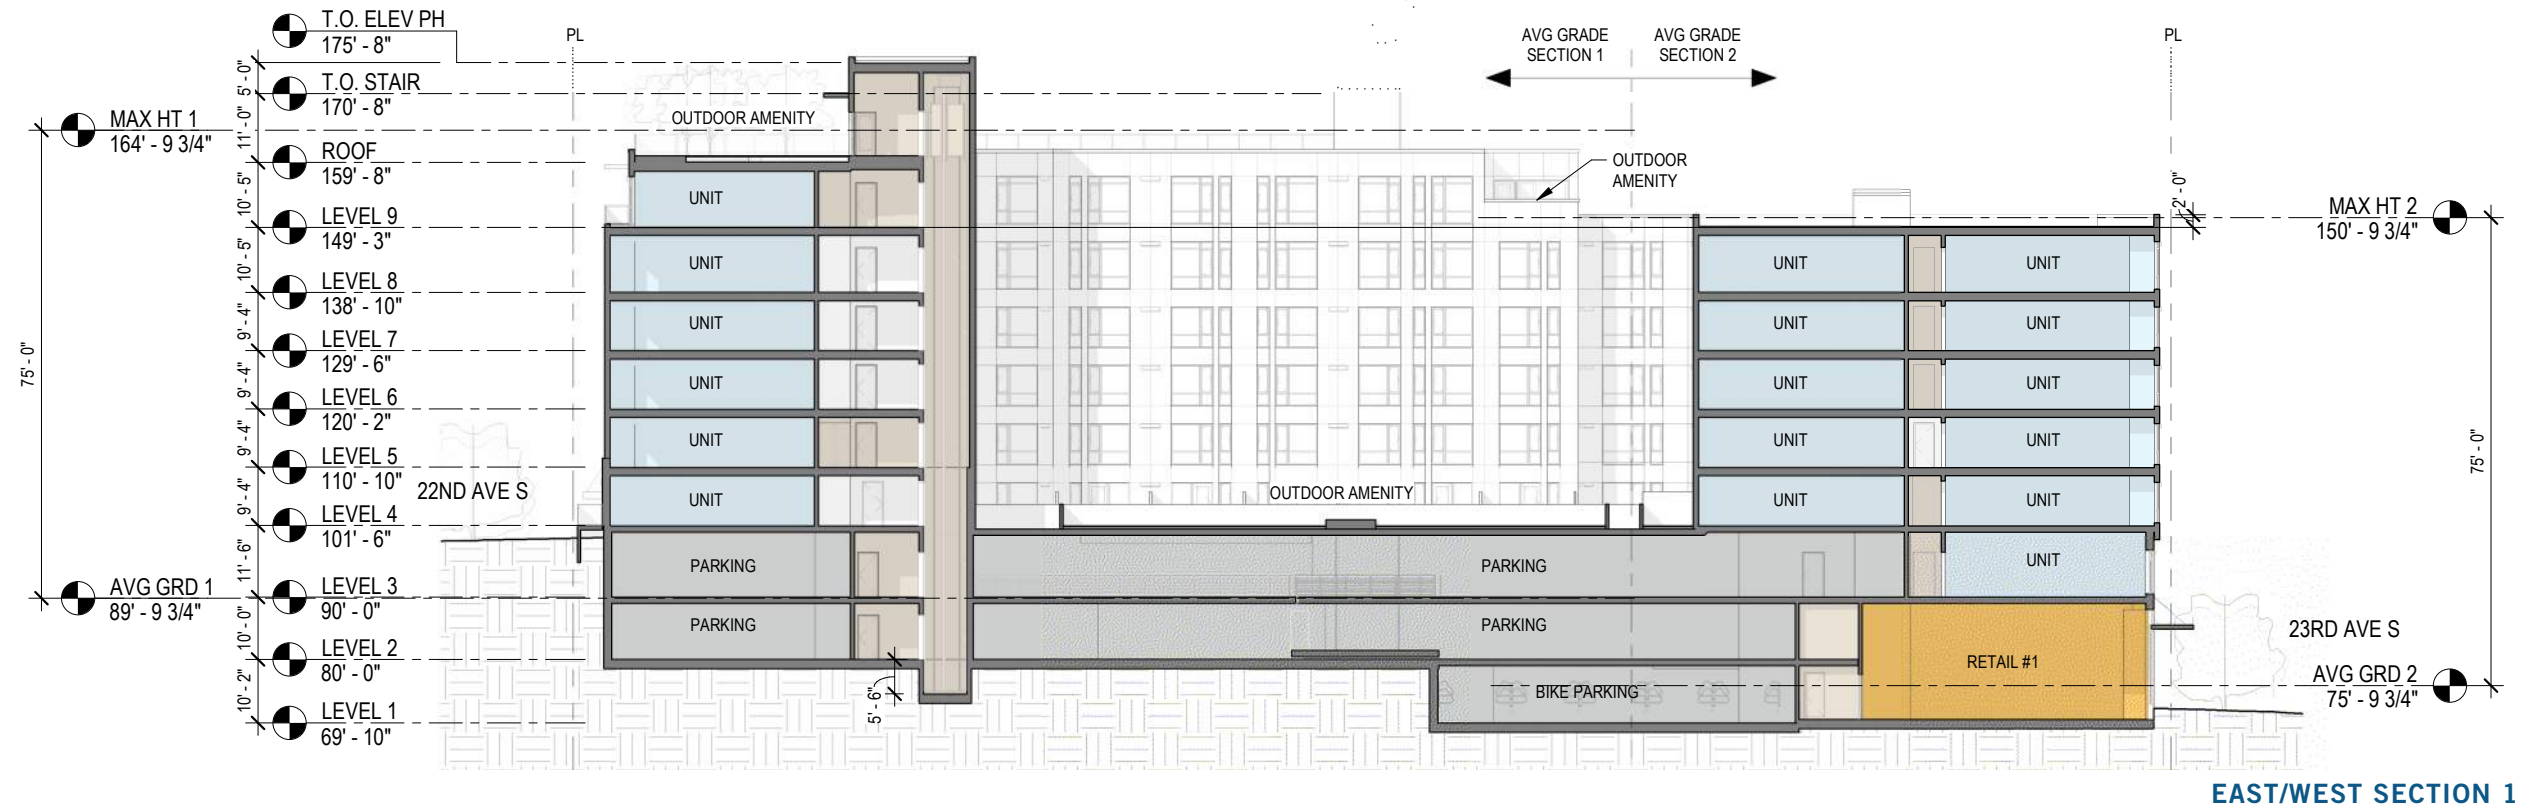 T.O. ELEV PH
175' - 8"
T.O. STAIR
170' - 8"
MAX HT 1
164' - 9 3/4"
ROOF
159' - 8"
LEVEL 9
149' - 3"
LEVEL 8
138' - 10"
LEVEL 7
129' - 6"
LEVEL 6
120' - 2"
LEVEL 5
110' - 10"
LEVEL 4
101' - 6"
AVG GRD 1
89' - 9 3/4"
LEVEL 3
90' - 0"
LEVEL 2
80' - 0"
LEVEL 1
69' - 10"
75' - 0"
5' - 0"
11' - 0"
10' - 5"
10' - 5"
9' - 4"
9' - 4"
9' - 4"
9' - 4"
11' - 6"
10' - 0"
10' - 2"
22ND AVE S
PL
OUTDOOR AMENITY
UNIT
UNIT
UNIT
UNIT
UNIT
UNIT
PARKING
PARKING
5' - 6"
AVG GRADE
SECTION 1
AVG GRADE
SECTION 2
OUTDOOR
AMENITY
OUTDOOR AMENITY
PARKING
PARKING
BIKE PARKING
UNIT
UNIT
UNIT
UNIT
UNIT
UNIT
UNIT
UNIT
UNIT
UNIT
UNIT
RETAIL #1
PL
2' - 0"
MAX HT 2
150' - 9 3/4"
75' - 0"
23RD AVE S
AVG GRD 2
75' - 9 3/4"
EAST/WEST SECTION 1